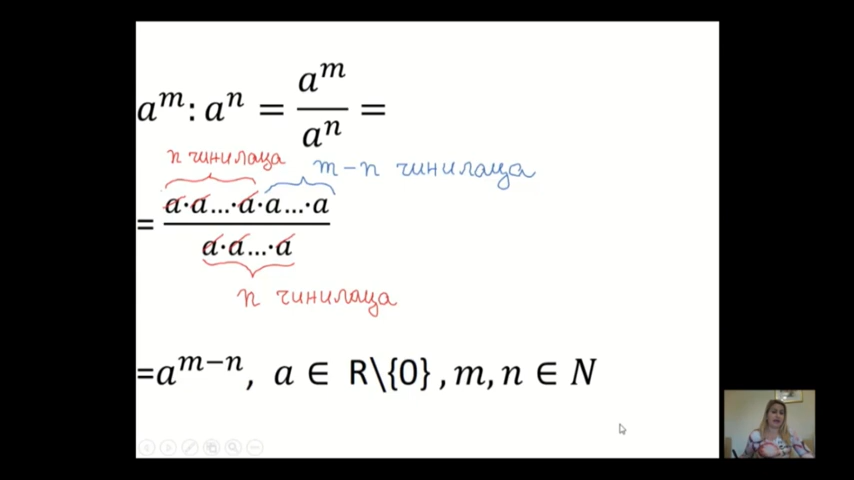 a^m : a^n = a^m / a^n =
n чинилаца m-n чинилаца
= a·a...·a·a...·a / a·a...·a
n чинилаца
=a^{m-n}, a ∈ R\{0} , m, n ∈ N